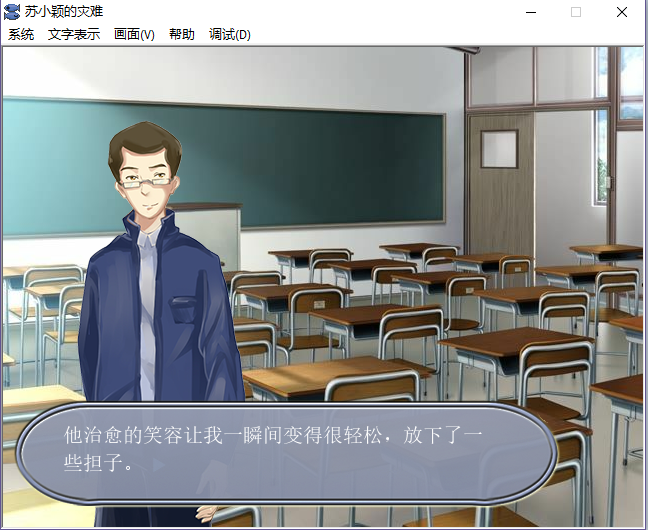 苏小颖的灾难
系统 文字表示 画面(V) 帮助 调试(D)
他治愈的笑容让我一瞬间变得很轻松，放下了一
些担子。